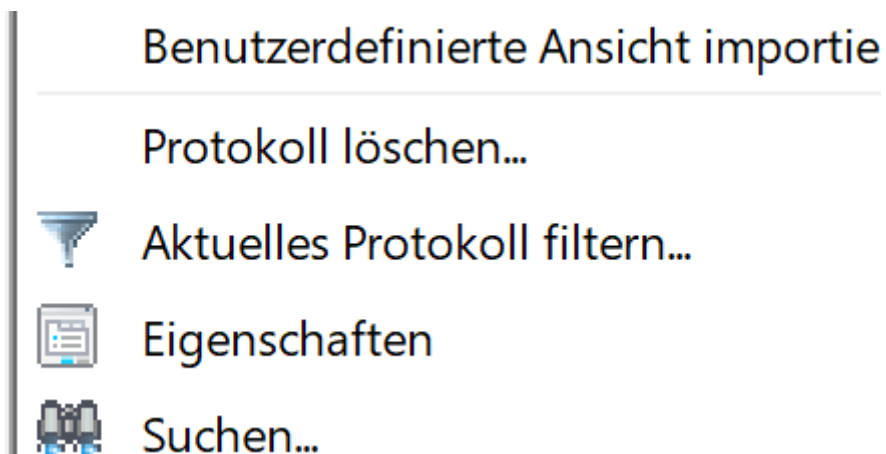 Benutzerdefinierte Ansicht importie
Protokoll löschen...
Aktuelles Protokoll filtern...
Eigenschaften
Suchen...